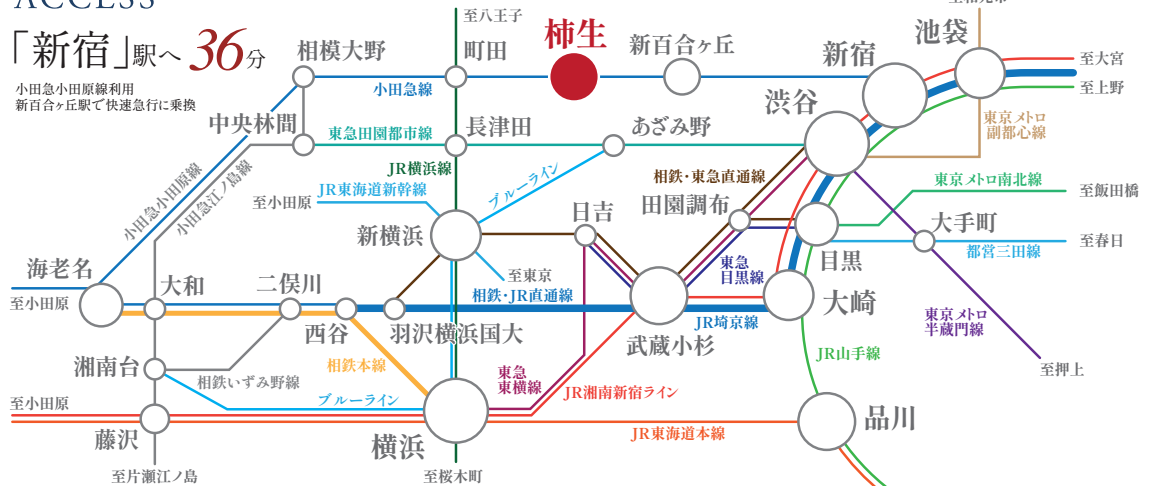 ACCESS
「新宿」駅へ 36分
小田急小田原線利用
新百合ヶ丘駅で快速急行に乗換
至八王子
相模大野
町田
柿生
新百合ヶ丘
新宿
池袋
至大宮
至上野
小田急線
渋谷
中央林間
東急田園都市線
長津田
あざみ野
東京メトロ
副都心線
JR横浜線
小田急小田原線
小田急江ノ島線
JR東海道新幹線
至小田原
ブルーライン
相鉄・東急直通線
東京メトロ南北線
至飯田橋
新横浜
日吉
田園調布
目黒
大手町
都営三田線
至春日
海老名
至小田原
大和
二俣川
至東京
相鉄・JR直通線
東急
目黒線
西谷
羽沢横浜国大
武蔵小杉
JR埼京線
大崎
東京メトロ
半蔵門線
湘南台
相鉄いずみ野線
相鉄本線
東急
東横線
JR湘南新宿ライン
JR山手線
至押上
至小田原
ブルーライン
藤沢
横浜
JR東海道本線
品川
至片瀬江ノ島
至桜木町